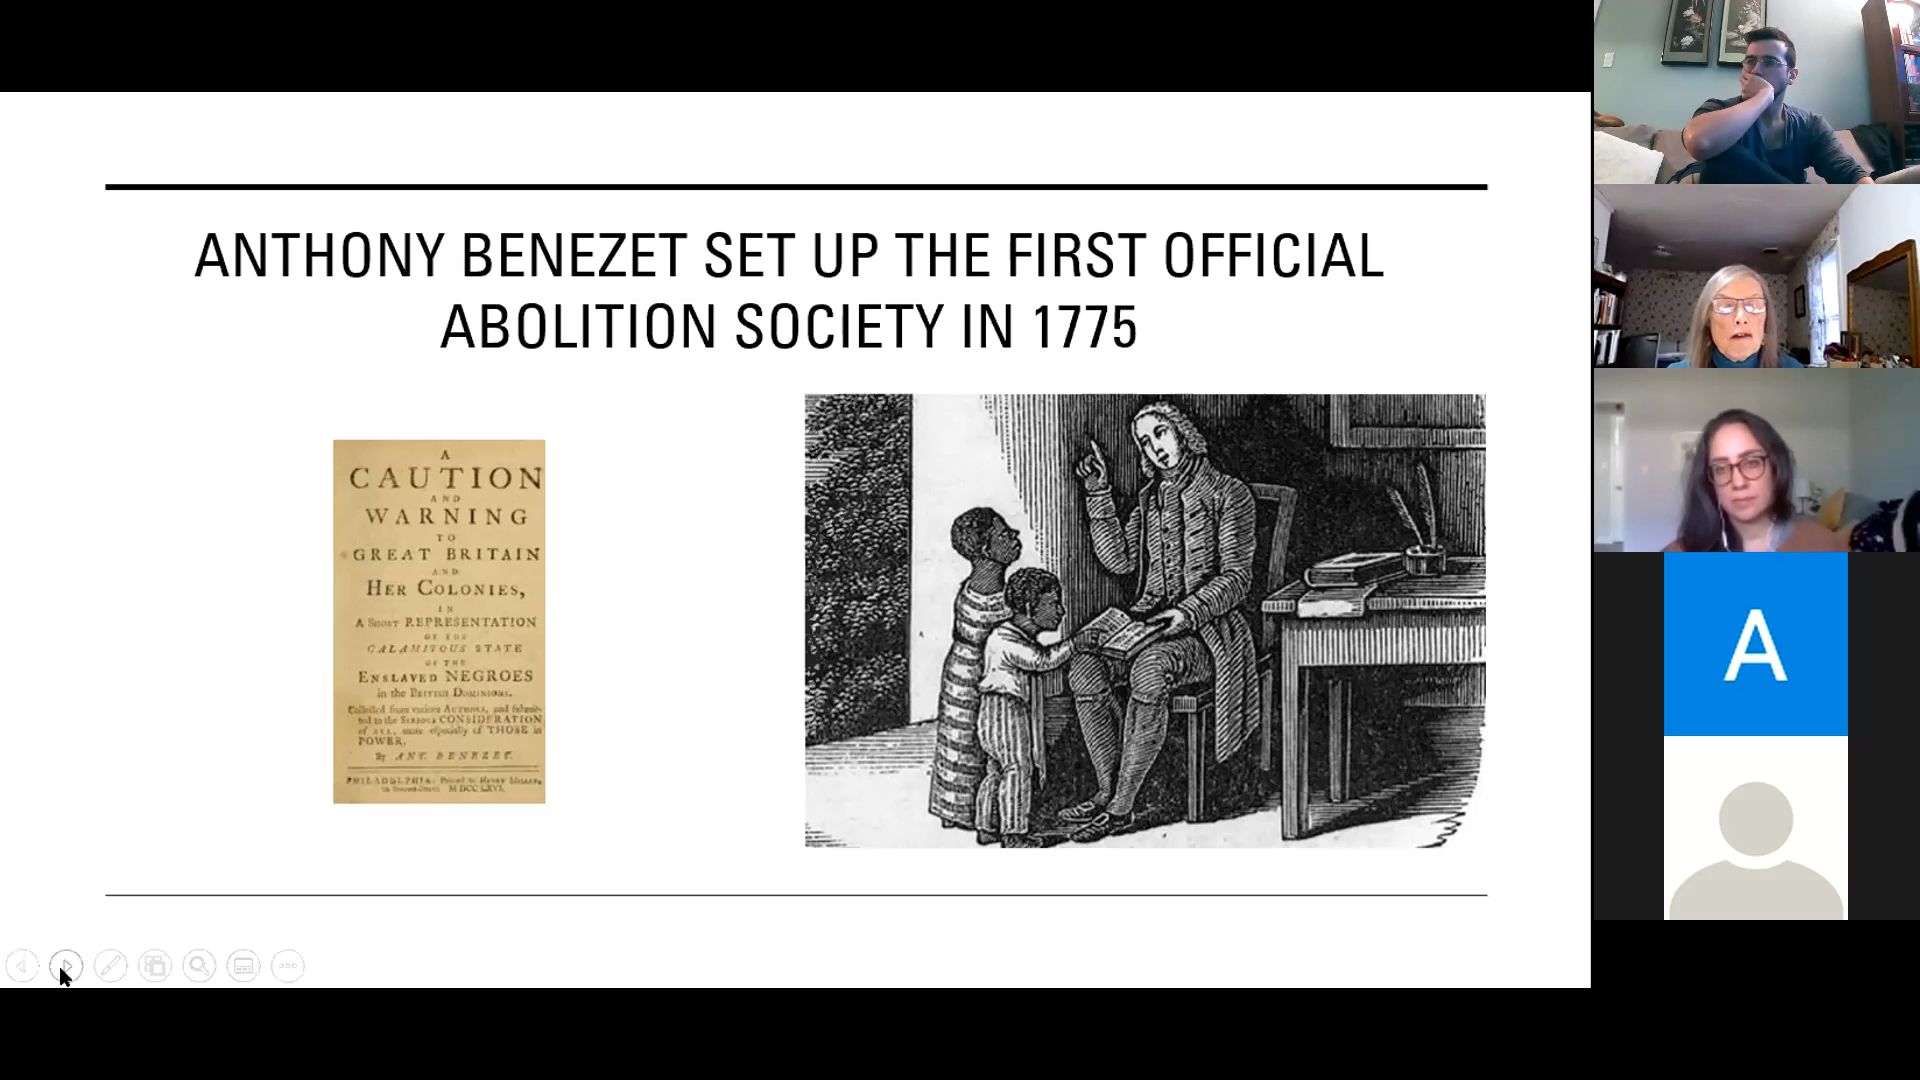 ANTHONY BENEZET SET UP THE FIRST OFFICIAL
ABOLITION SOCIETY IN 1775
A
CAUTION
AND
WARNING
TO
GREAT BRITAIN
AND
HER COLONIES,
IN
A SHORT REPRESENTATION
OF THE
CALAMITOUS STATE
OF THE
ENSLAVED NEGROES
in the BRITISH DOMINIONS.
Collected from various AUTHORS, and submit-
ted to the SERIOUS CONSIDERATION
of ALL, more especially of THOSE in
POWER.
By ANT. BENEZET.
PHILADELPHIA: Printed by HENRY MILLER,
in Second-Street. M DCC LXVI.
A